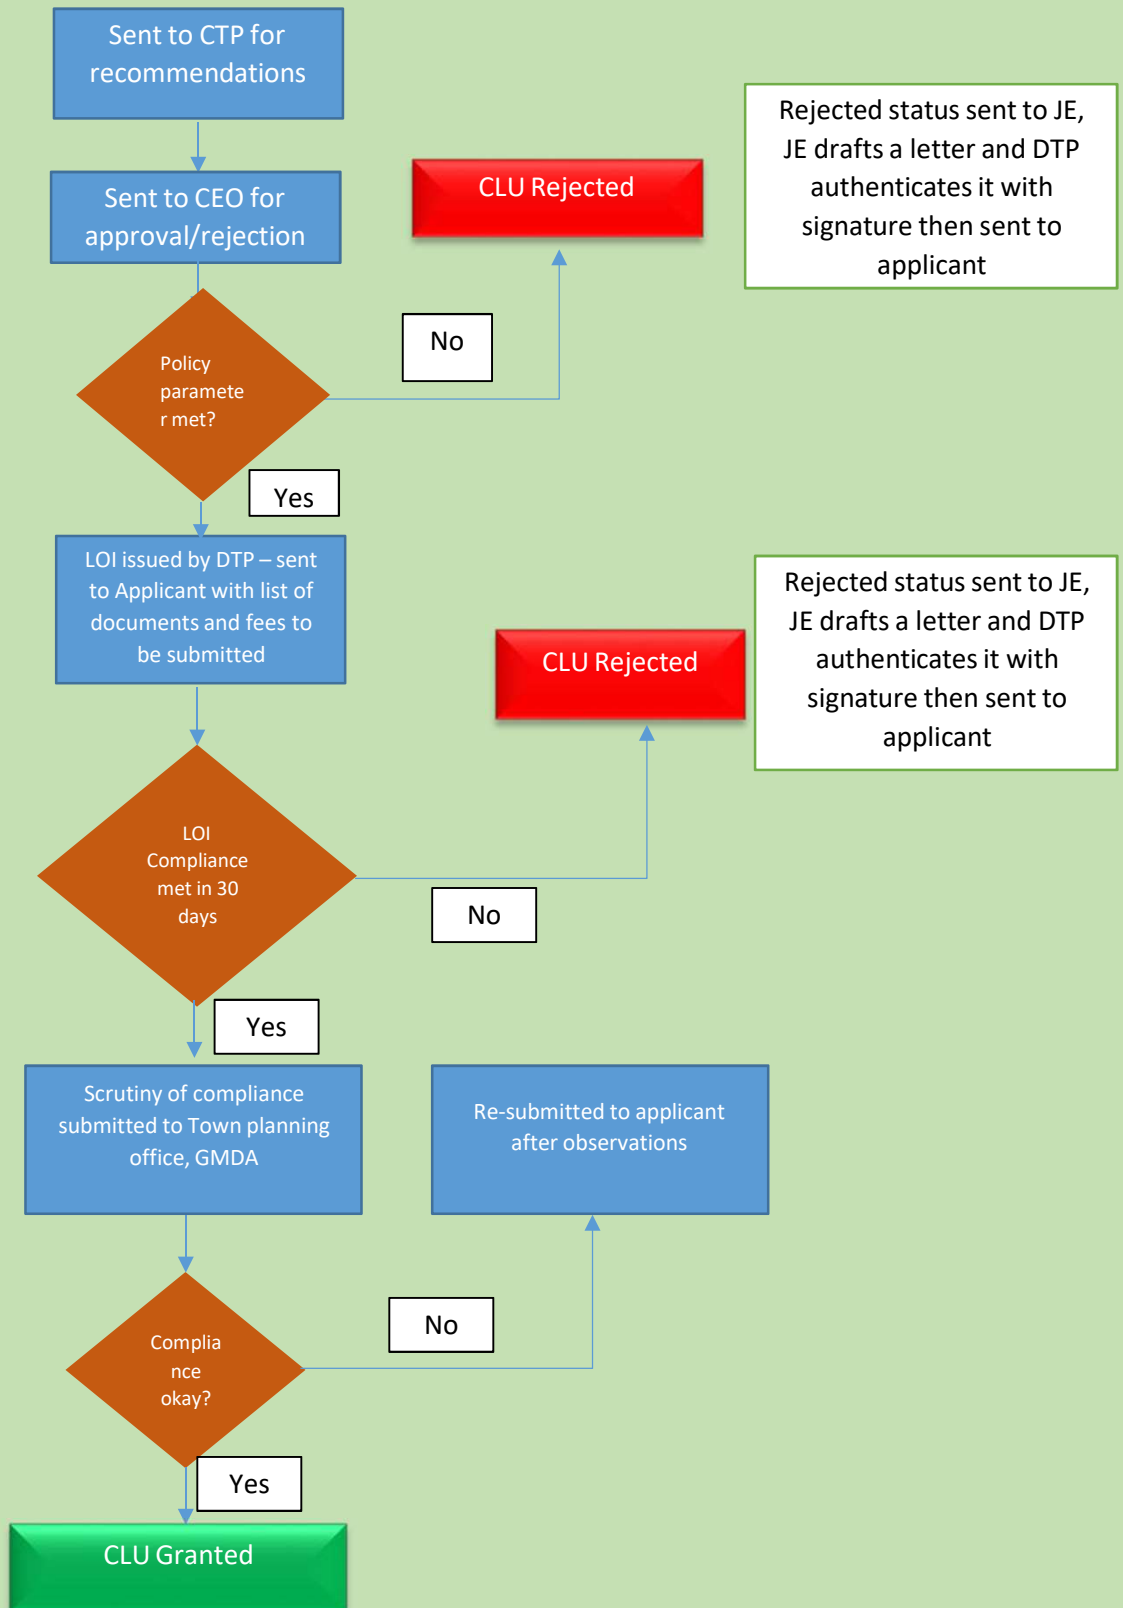 Sent to CTP for
recommendations
Sent to CEO for
approval/rejection
CLU Rejected
Rejected status sent to JE,
JE drafts a letter and DTP
authenticates it with
signature then sent to
applicant
No
Policy
paramete
r met?
Yes
LOI issued by DTP – sent
to Applicant with list of
documents and fees to
be submitted
CLU Rejected
Rejected status sent to JE,
JE drafts a letter and DTP
authenticates it with
signature then sent to
applicant
LOI
Compliance
met in 30
days
No
Yes
Scrutiny of compliance
submitted to Town planning
office, GMDA
Re-submitted to applicant
after observations
No
Complia
nce
okay?
Yes
CLU Granted